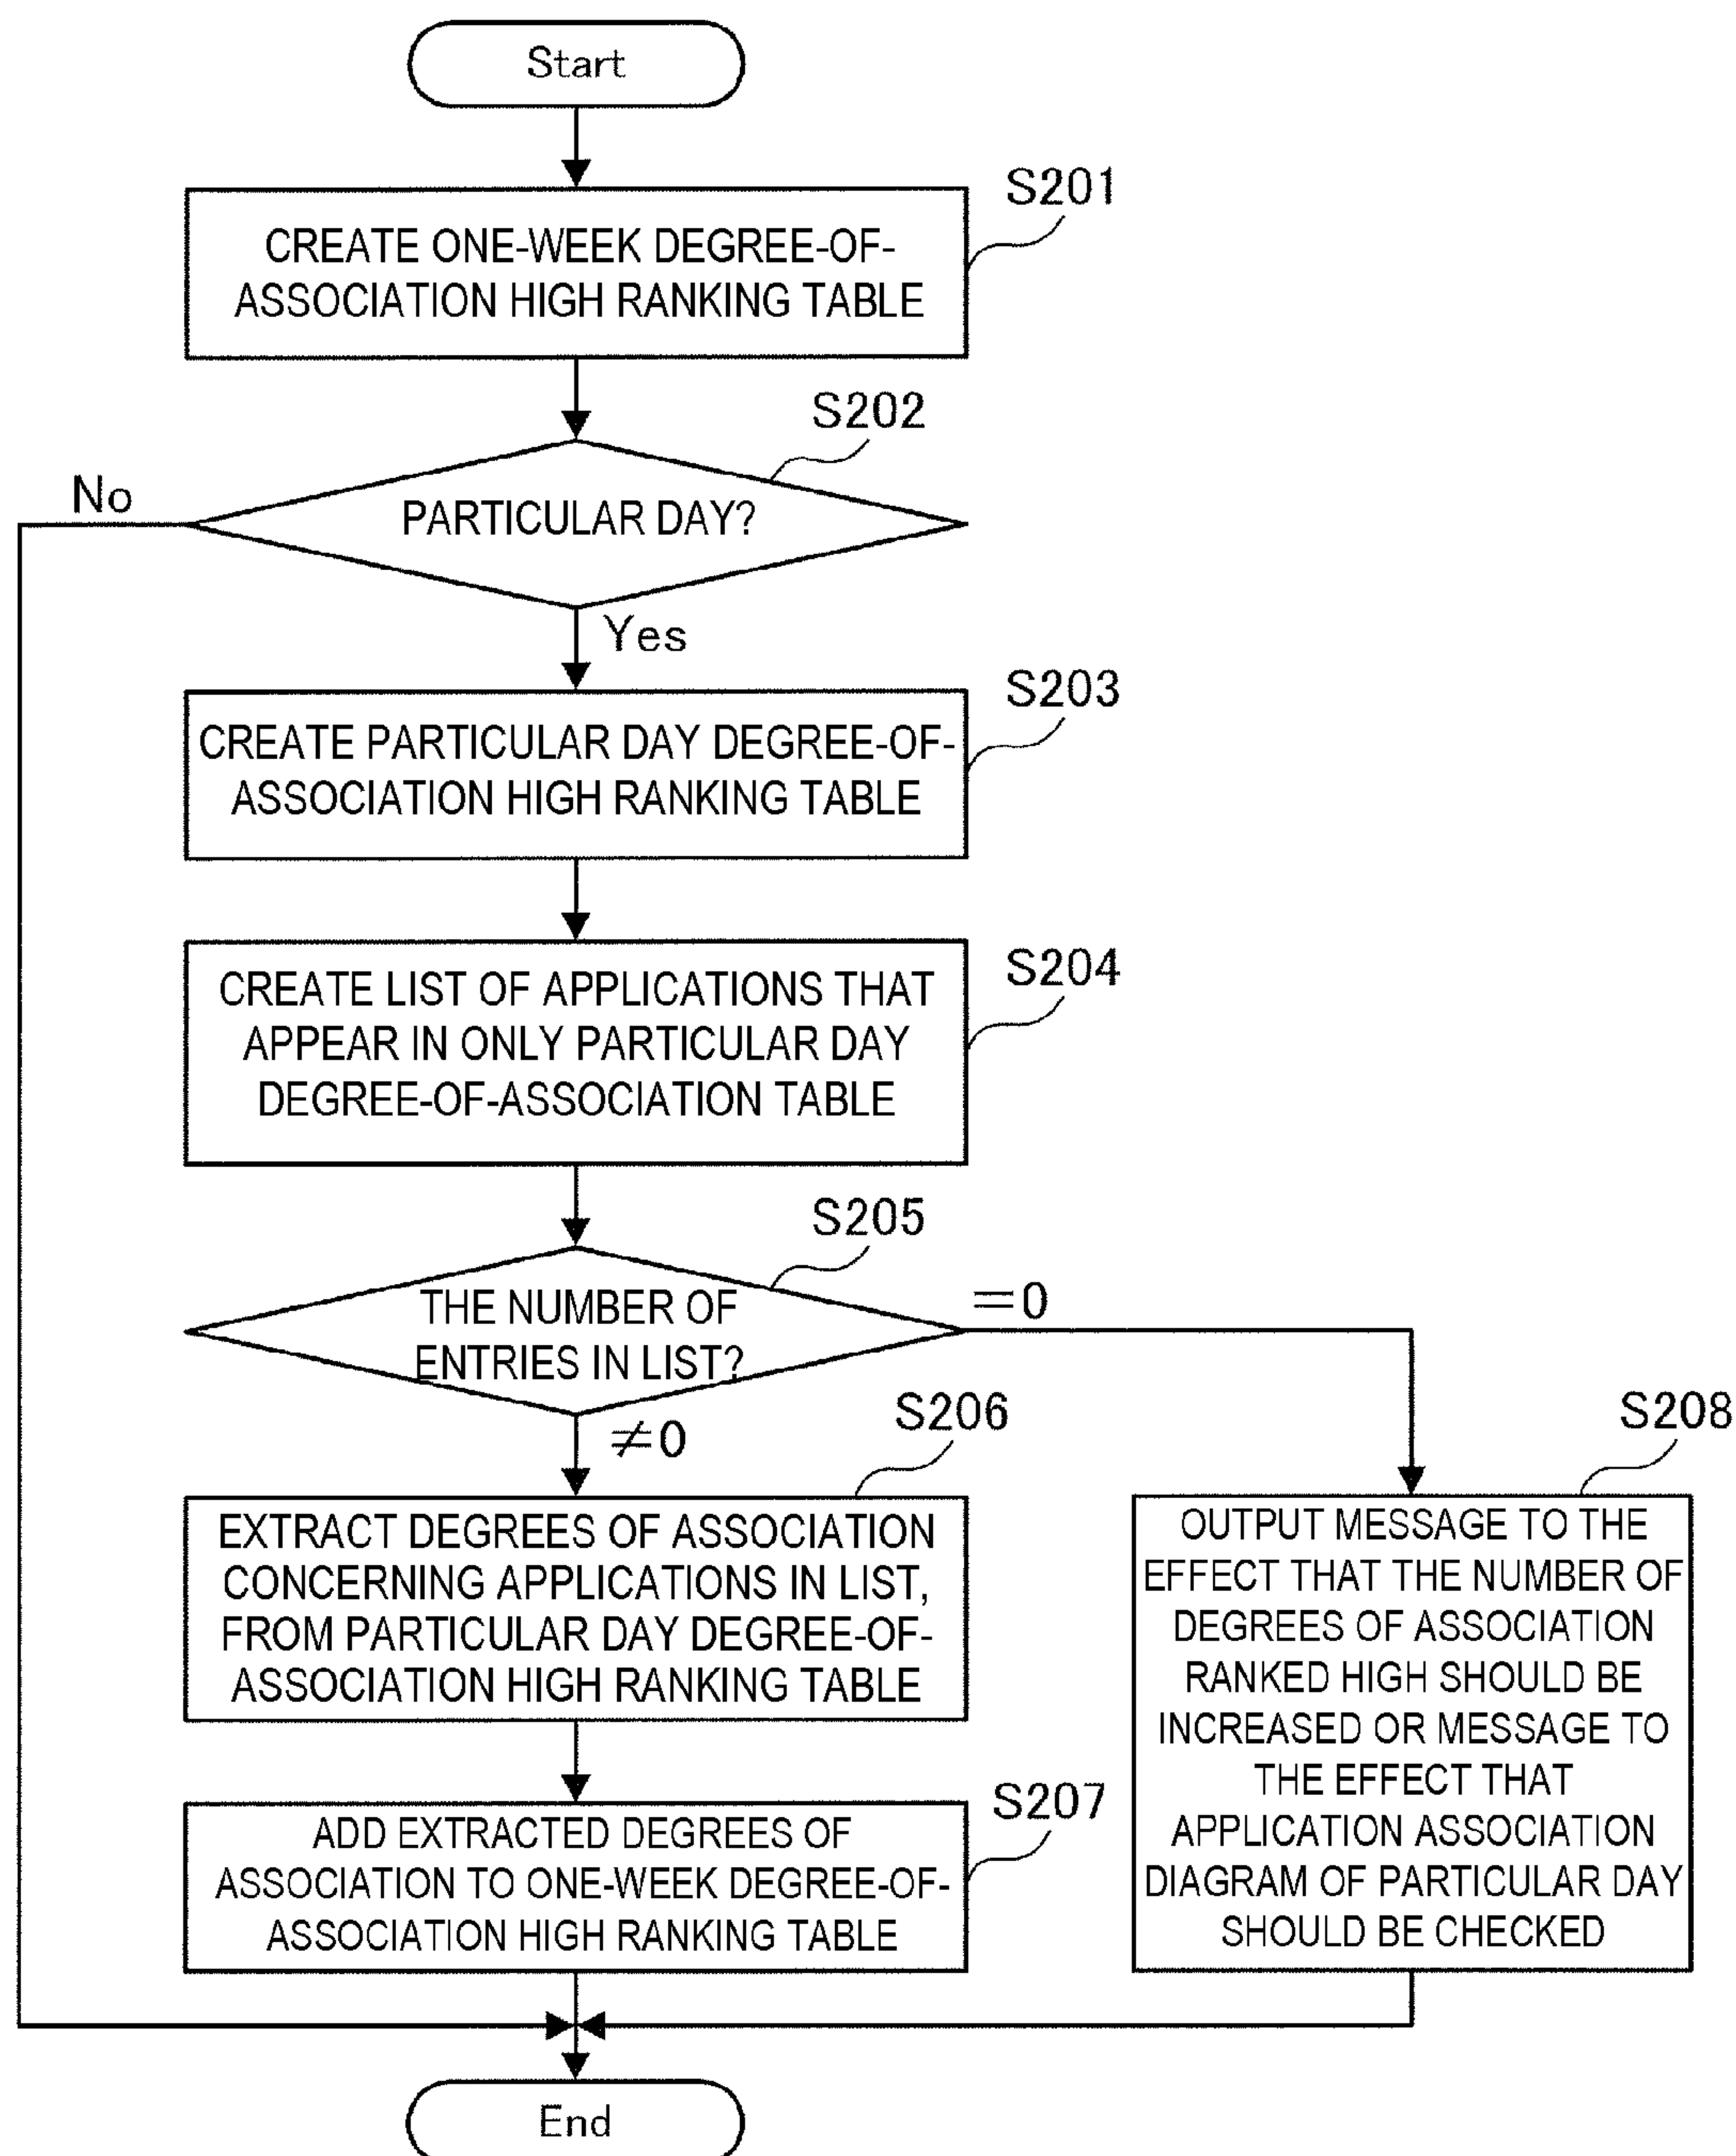 Start
S201
CREATE ONE-WEEK DEGREE-OF-
ASSOCIATION HIGH RANKING TABLE
S202
No
PARTICULAR DAY?
Yes
S203
CREATE PARTICULAR DAY DEGREE-OF-
ASSOCIATION HIGH RANKING TABLE
S204
CREATE LIST OF APPLICATIONS THAT
APPEAR IN ONLY PARTICULAR DAY
DEGREE-OF-ASSOCIATION TABLE
S205
THE NUMBER OF
ENTRIES IN LIST?
=0
≠0
S206
EXTRACT DEGREES OF ASSOCIATION
CONCERNING APPLICATIONS IN LIST,
FROM PARTICULAR DAY DEGREE-OF-
ASSOCIATION HIGH RANKING TABLE
S207
ADD EXTRACTED DEGREES OF
ASSOCIATION TO ONE-WEEK DEGREE-OF-
ASSOCIATION HIGH RANKING TABLE
S208
OUTPUT MESSAGE TO THE
EFFECT THAT THE NUMBER OF
DEGREES OF ASSOCIATION
RANKED HIGH SHOULD BE
INCREASED OR MESSAGE TO
THE EFFECT THAT
APPLICATION ASSOCIATION
DIAGRAM OF PARTICULAR DAY
SHOULD BE CHECKED
End